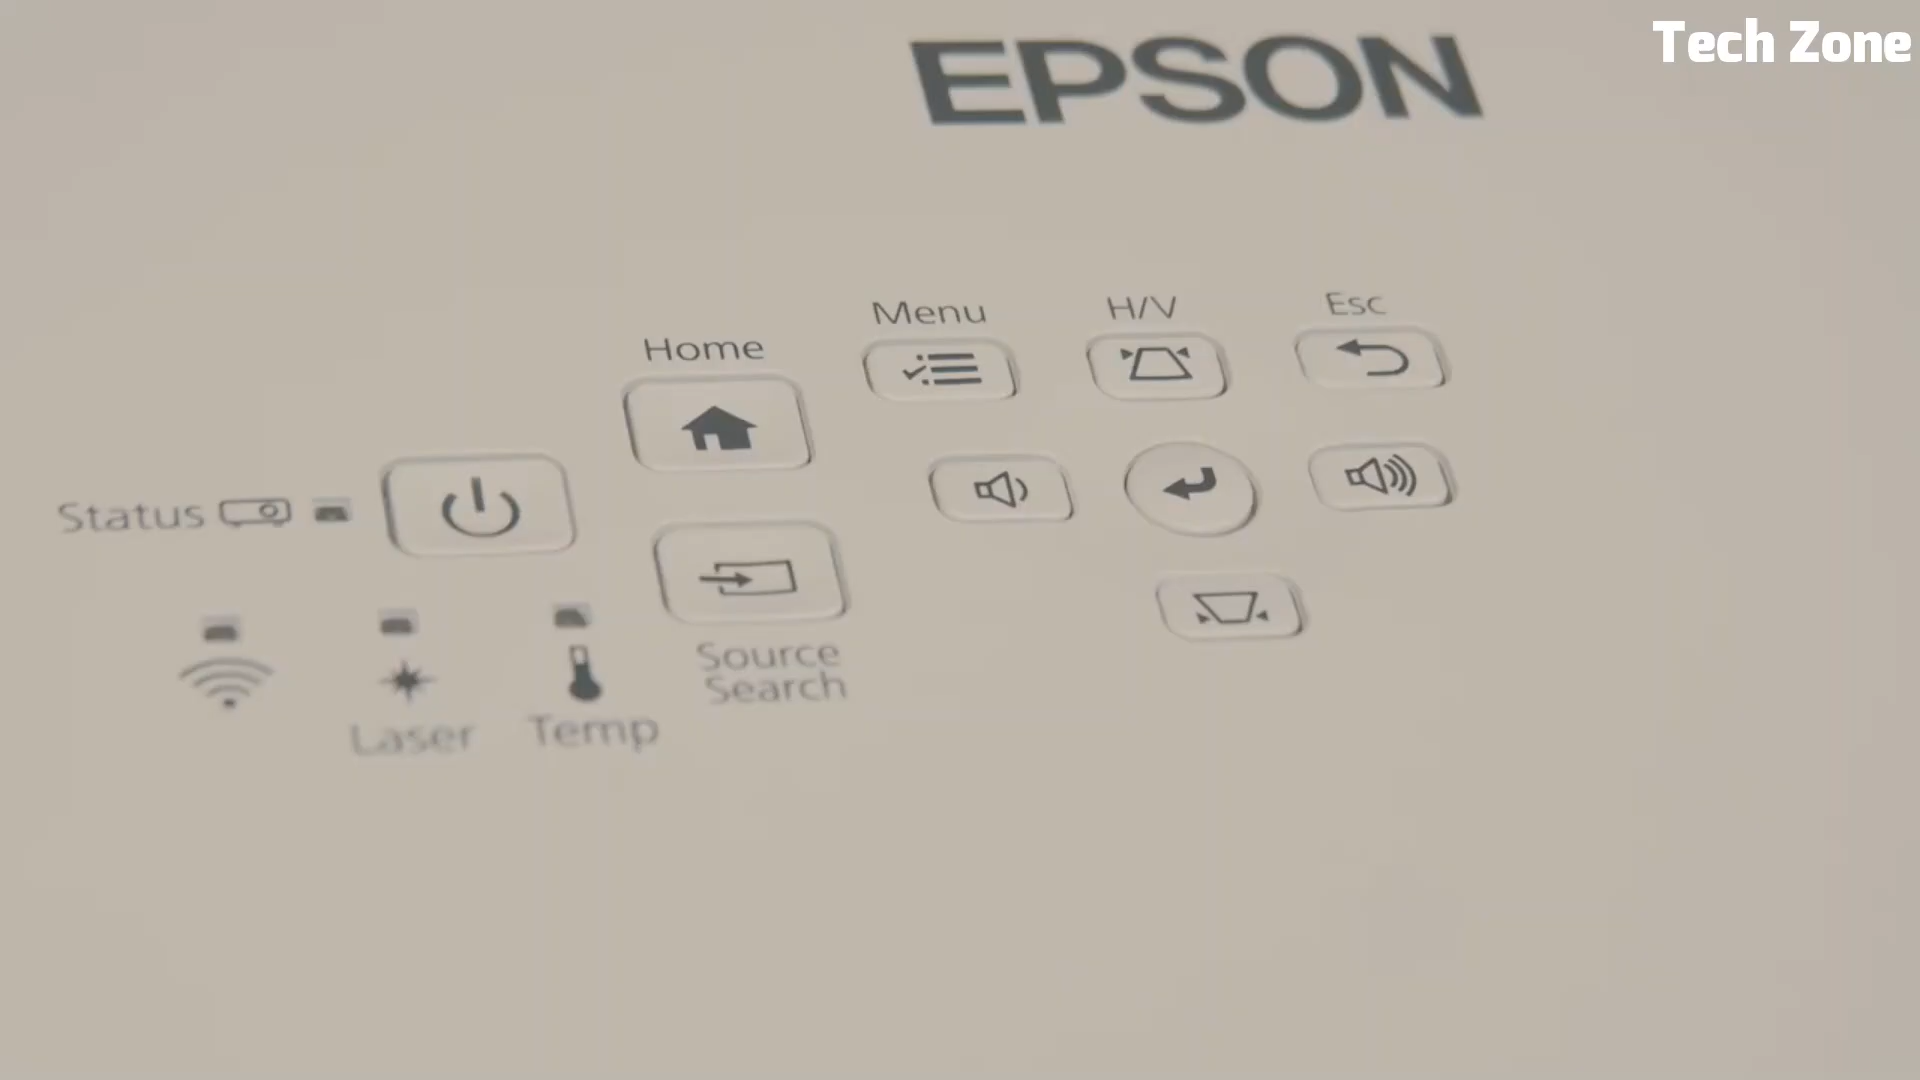 Tech Zone
EPSON
Menu
H/V
Esc
Home
Status
Source
Search
Laser
Temp